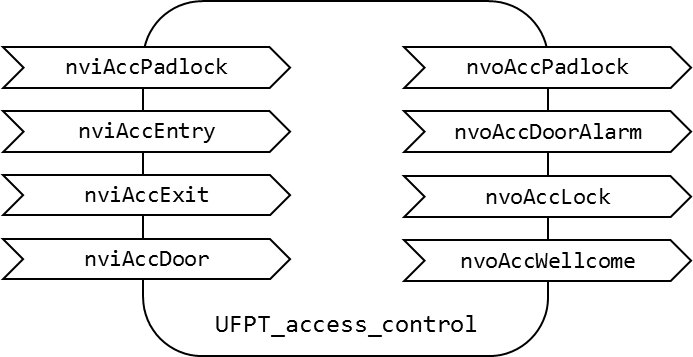 nviAccPadlock
nvoAccPadlock
nviAccEntry
nvoAccDoorAlarm
nviAccExit
nvoAccLock
nviAccDoor
nvoAccWellcome
UFPT_access_control